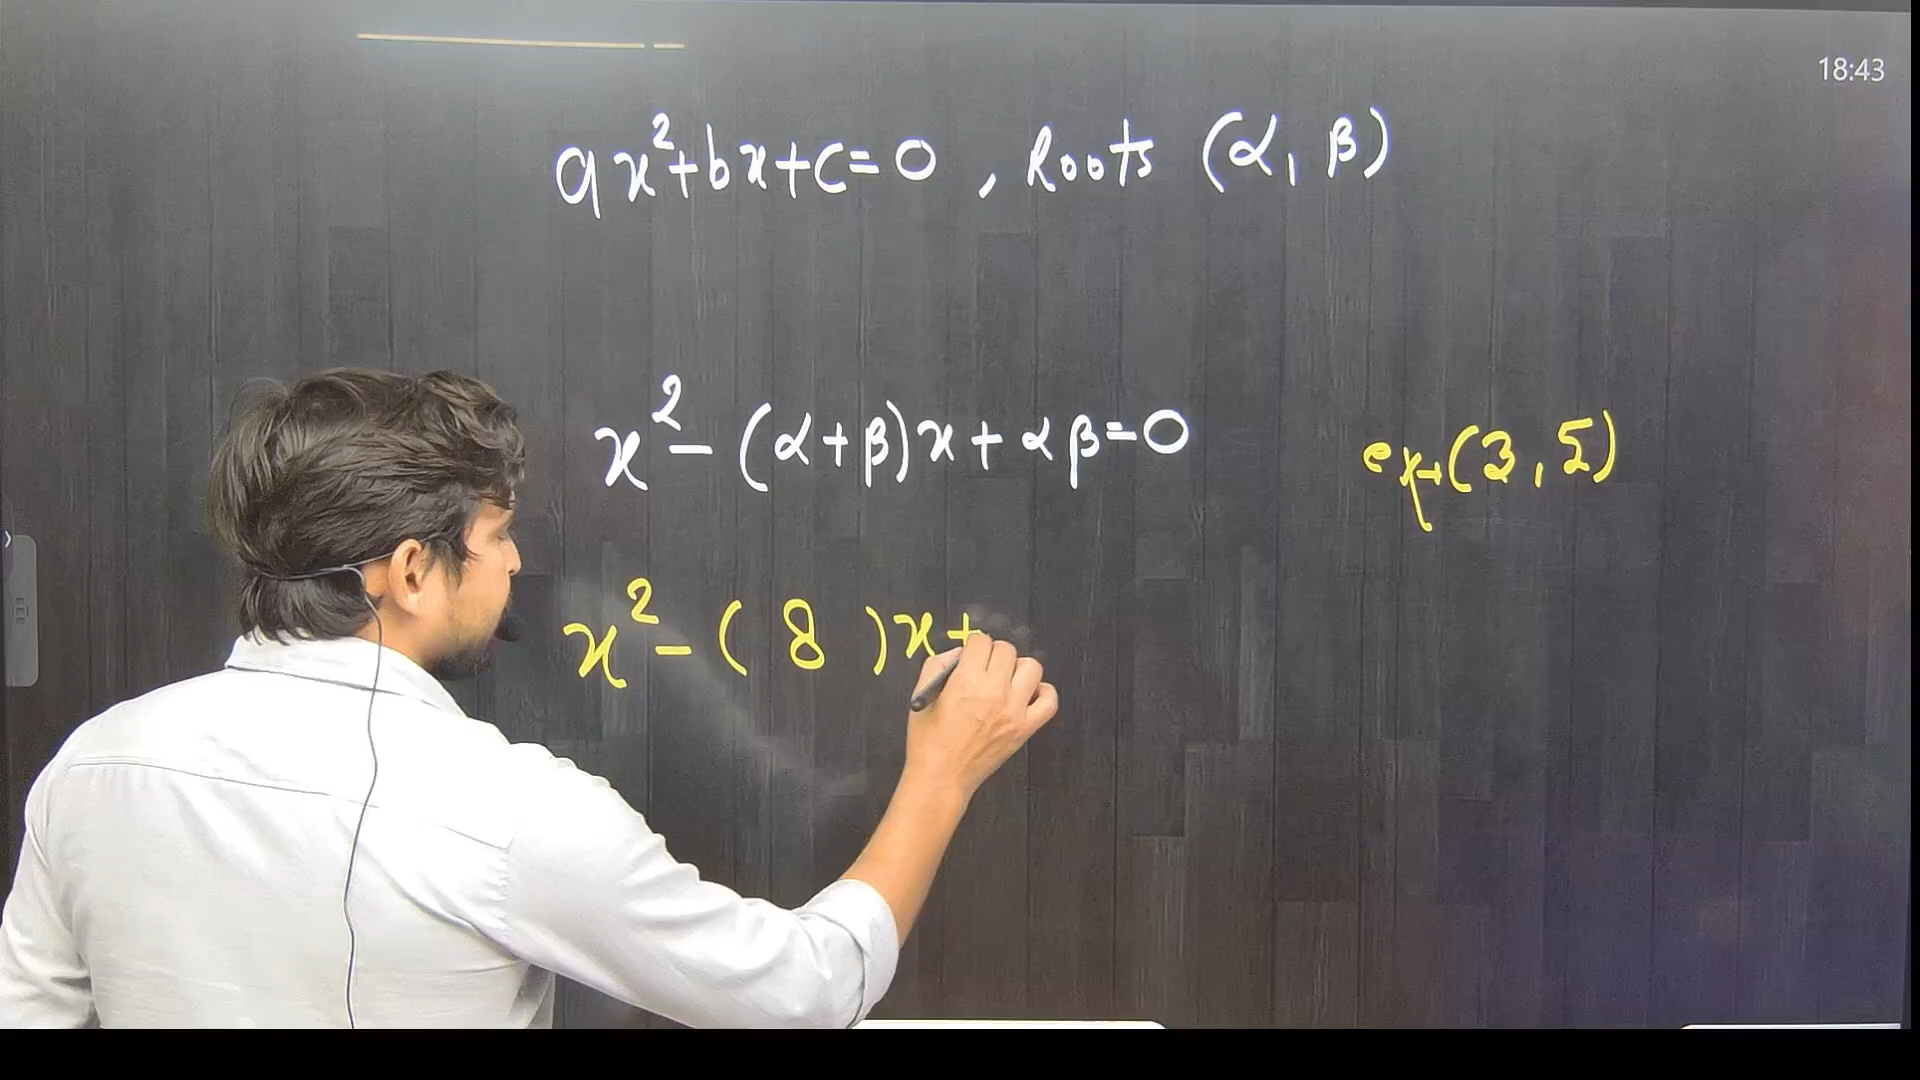 18:43
ax²+bx+c=0, Roots (α, β)
x²-(α+β)x+αβ=0
ex→(3,5)
x²-(8)x+